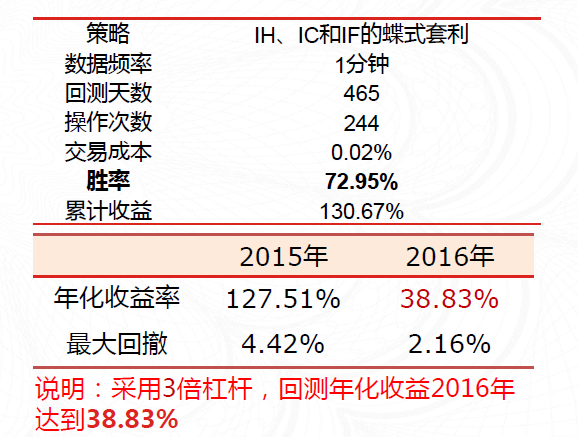 策略 IH、IC和IF的蝶式套利
数据频率 1分钟
回测天数 465
操作次数 244
交易成本 0.02%
胜率 72.95%
累计收益 130.67%
2015年 2016年
年化收益率 127.51% 38.83%
最大回撤 4.42% 2.16%
说明：采用3倍杠杆，回测年化收益2016年
达到38.83%